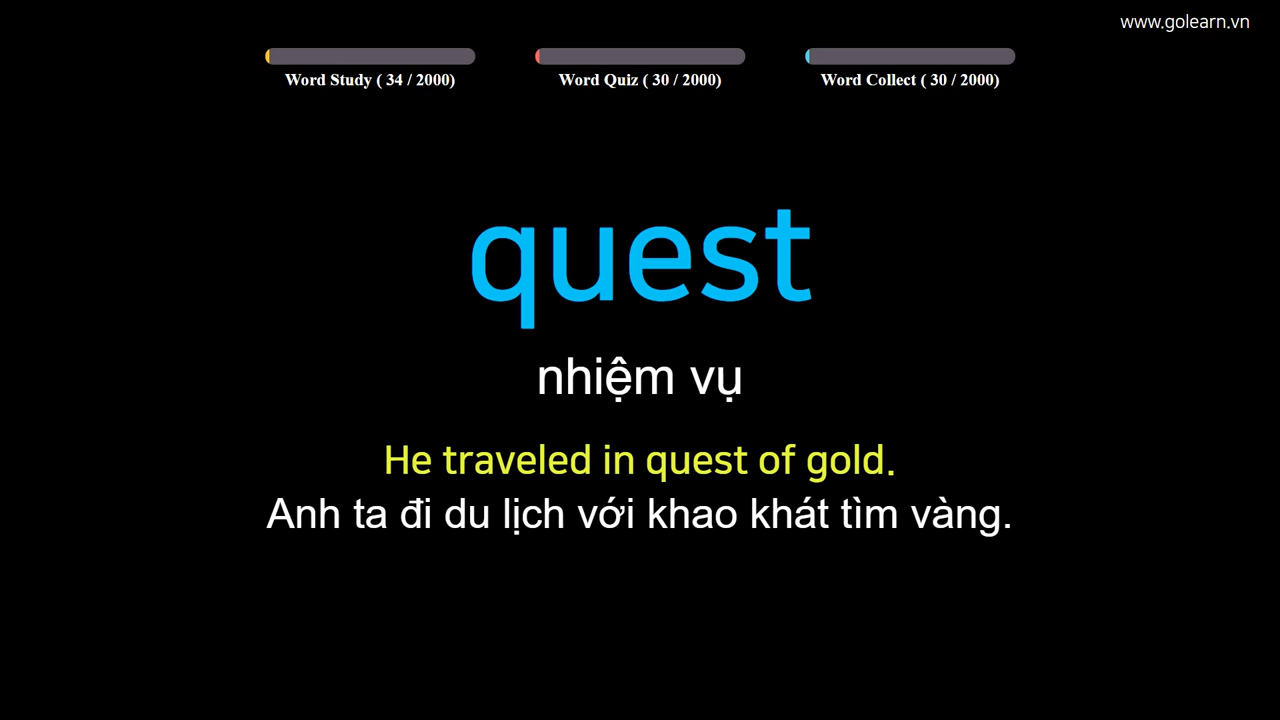 www.golearn.vn
Word Study ( 34 / 2000)
Word Quiz ( 30 / 2000)
Word Collect ( 30 / 2000)
quest
nhiệm vụ
He traveled in quest of gold.
Anh ta đi du lịch với khao khát tìm vàng.